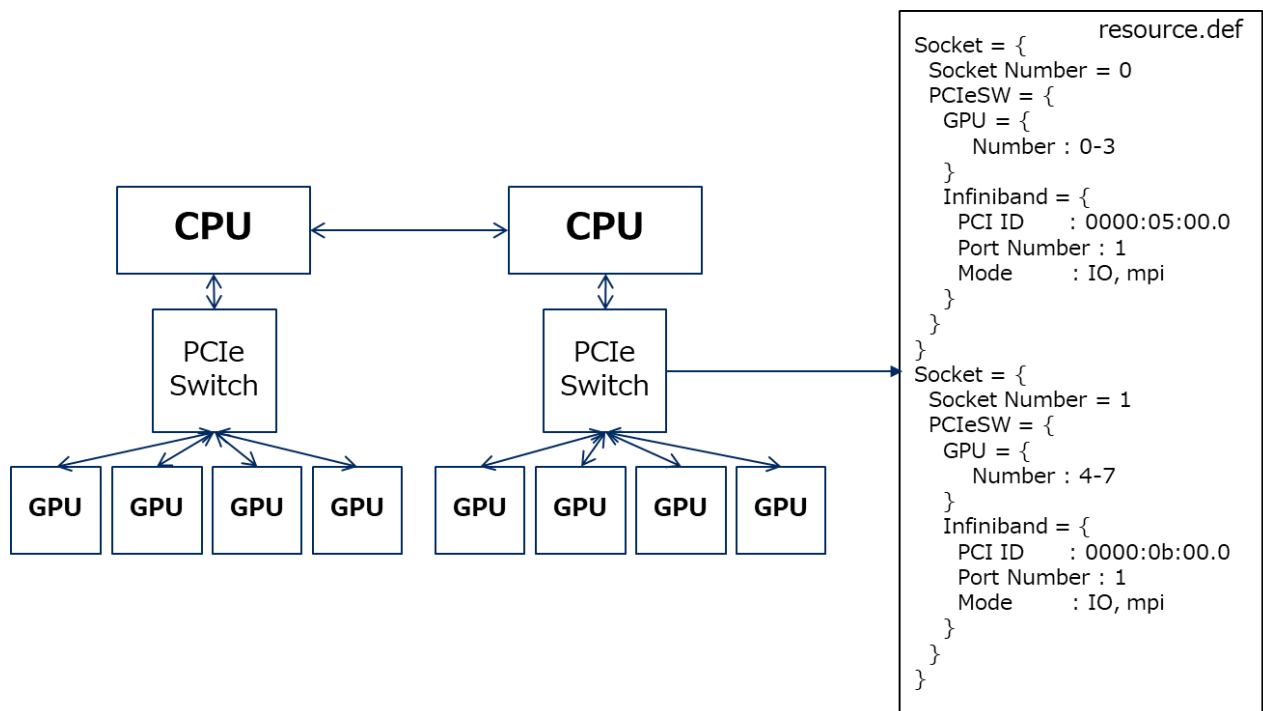 CPU
CPU
PCIe
Switch
PCIe
Switch
GPU
GPU
GPU
GPU
GPU
GPU
GPU
GPU
resource.def
Socket = {
Socket Number = 0
PCIeSW = {
GPU = {
Number : 0-3
}
Infiniband = {
PCI ID : 0000:05:00.0
Port Number : 1
Mode : IO, mpi
}
}
}
Socket = {
Socket Number = 1
PCIeSW = {
GPU = {
Number : 4-7
}
Infiniband = {
PCI ID : 0000:0b:00.0
Port Number : 1
Mode : IO, mpi
}
}
}